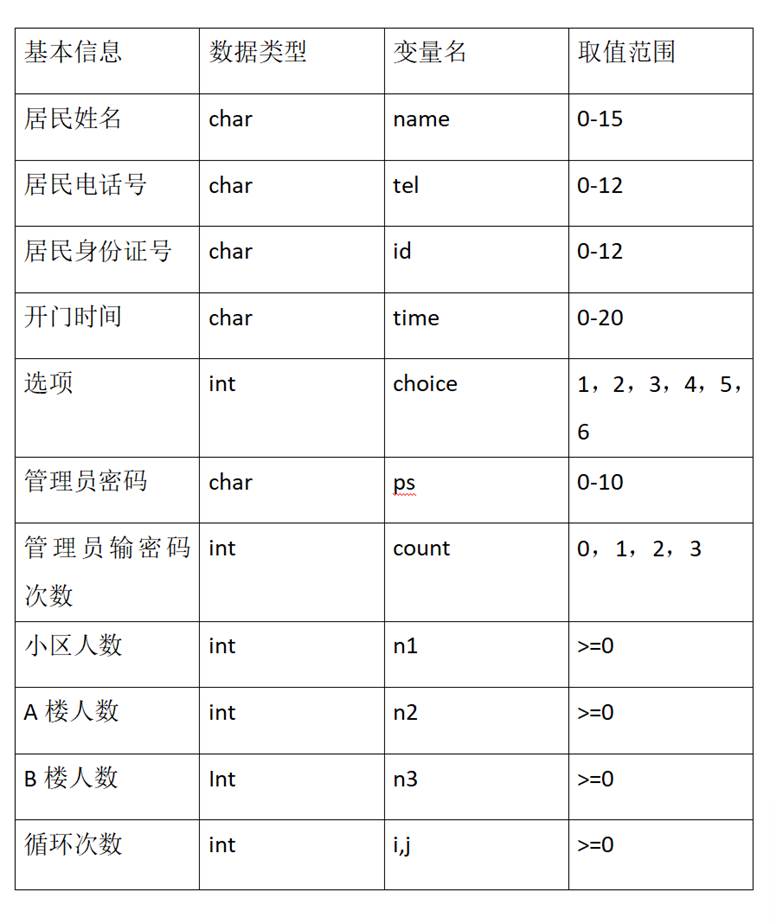 基本信息 数据类型 变量名 取值范围
居民姓名 char name 0-15
居民电话号 char tel 0-12
居民身份证号 char id 0-12
开门时间 char time 0-20
选项 int choice 1，2，3，4，5，
6
管理员密码 char ps 0-10
管理员输密码 int count 0，1，2，3
次数
小区人数 int n1 >=0
A 楼人数 int n2 >=0
B 楼人数 Int n3 >=0
循环次数 int i,j >=0